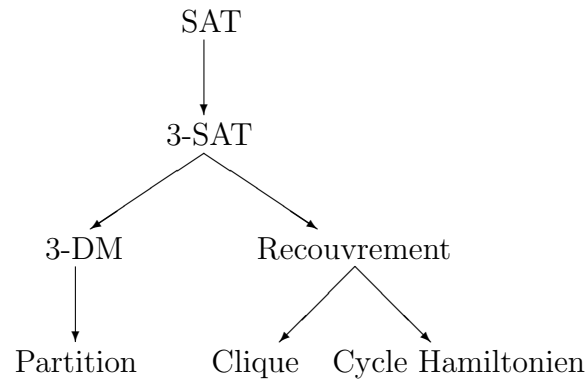 SAT
3-SAT
3-DM Recouvrement
Partition Clique Cycle Hamiltonien